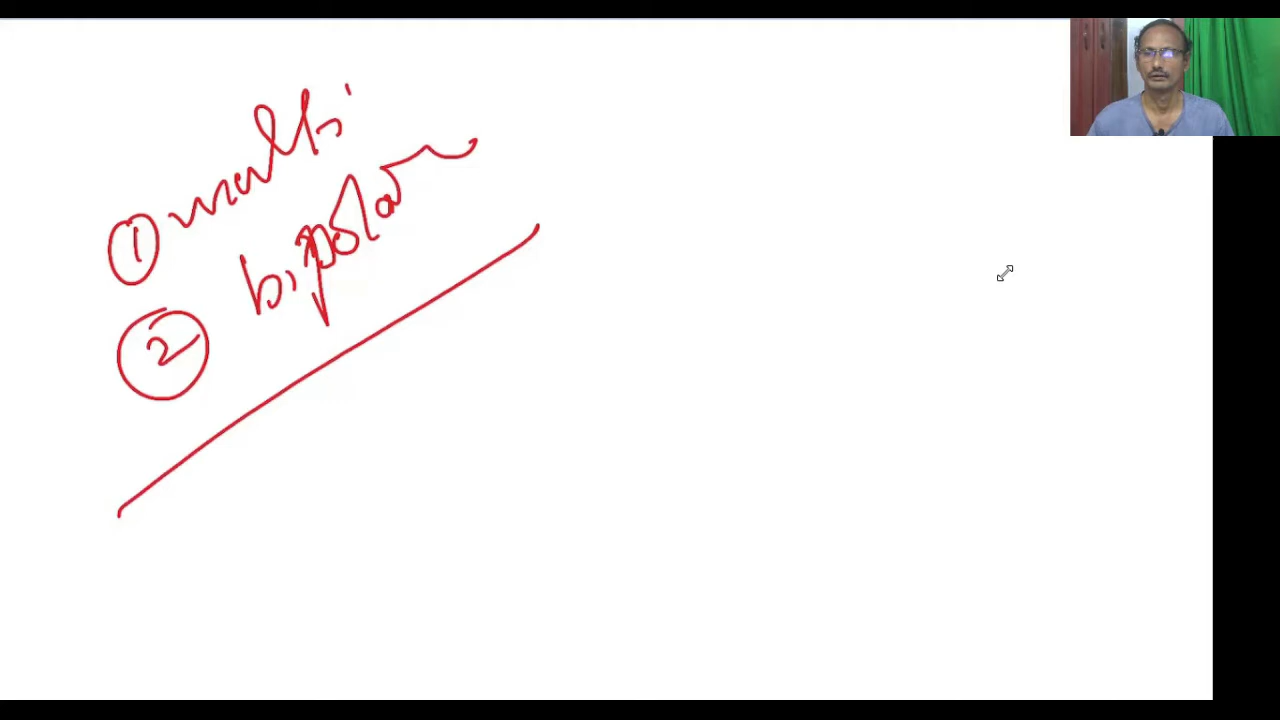 ① multi
② bipolar